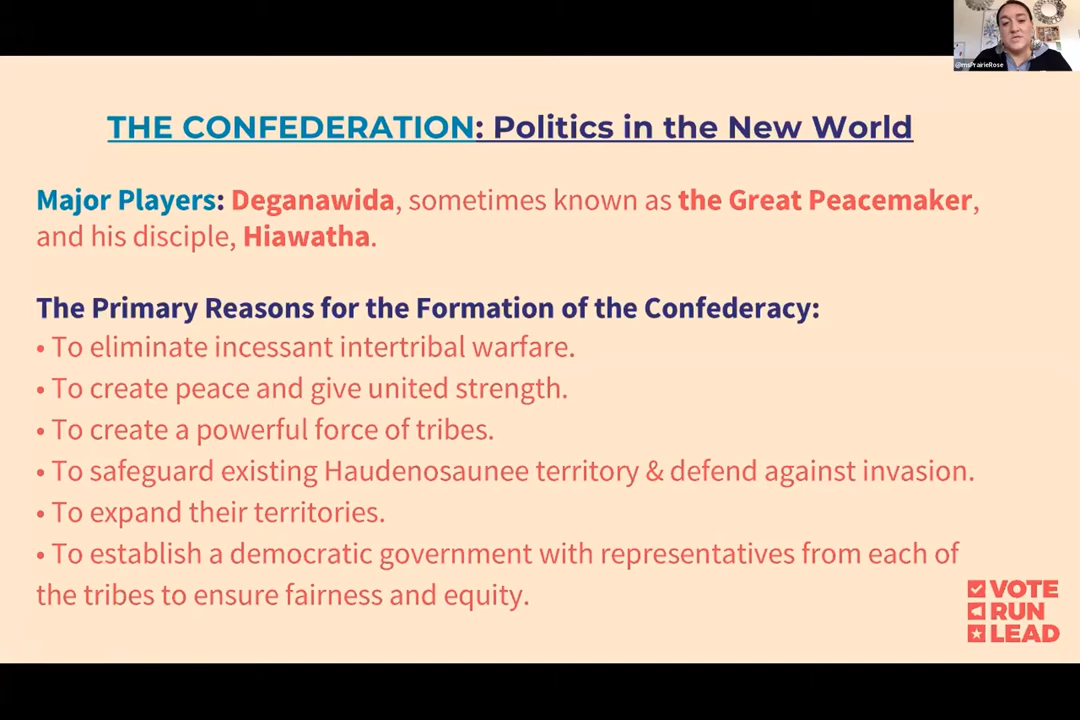 @msPrairieRose
THE CONFEDERATION: Politics in the New World
Major Players: Deganawida, sometimes known as the Great Peacemaker,
and his disciple, Hiawatha.
The Primary Reasons for the Formation of the Confederacy:
• To eliminate incessant intertribal warfare.
• To create peace and give united strength.
• To create a powerful force of tribes.
• To safeguard existing Haudenosaunee territory & defend against invasion.
• To expand their territories.
• To establish a democratic government with representatives from each of
the tribes to ensure fairness and equity.
VOTE
RUN
LEAD